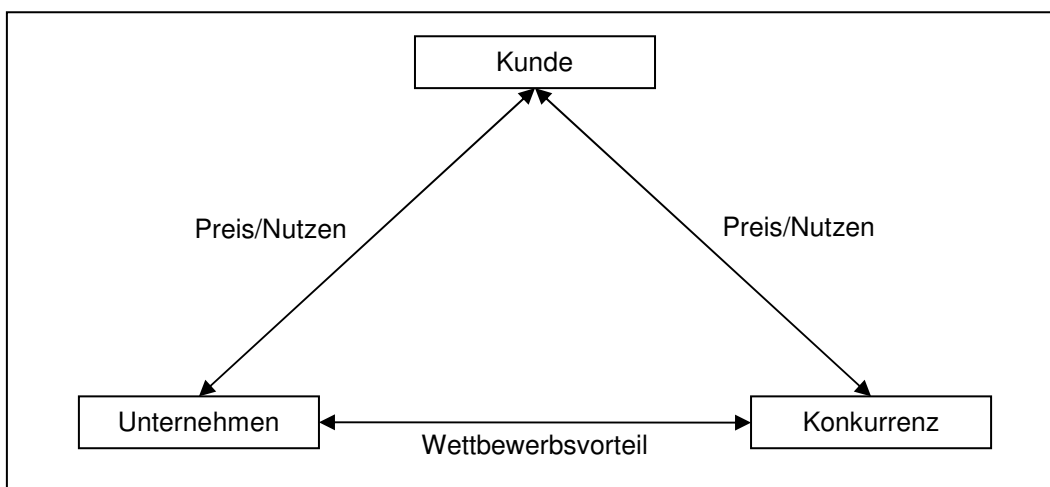 Kunde
Preis/Nutzen
Preis/Nutzen
Unternehmen
Konkurrenz
Wettbewerbsvorteil